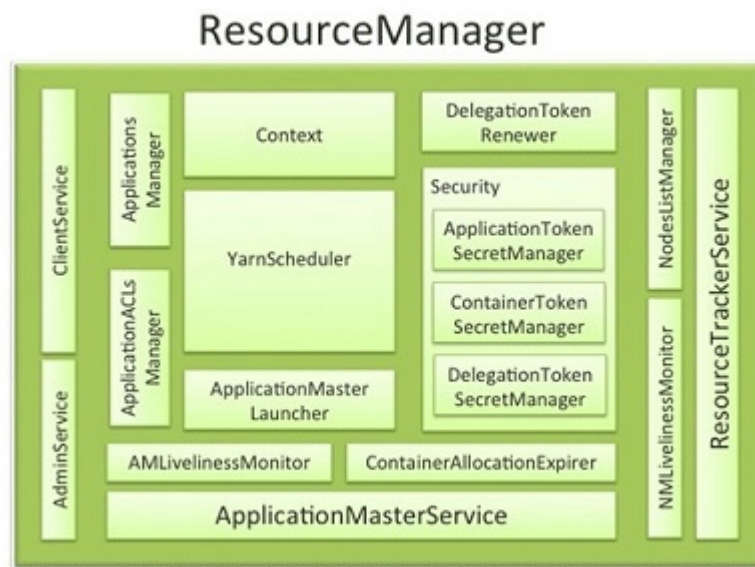 ResourceManager
ClientService
AdminService
Applications
Manager
ApplicationACLs
Manager
Context
YarnScheduler
ApplicationMaster
Launcher
DelegationToken
Renewer
Security
ApplicationToken
SecretManager
ContainerToken
SecretManager
DelegationToken
SecretManager
AMLivelinessMonitor
ContainerAllocationExpirer
ApplicationMasterService
NodesListManager
NMLivelinessMonitor
ResourceTrackerService